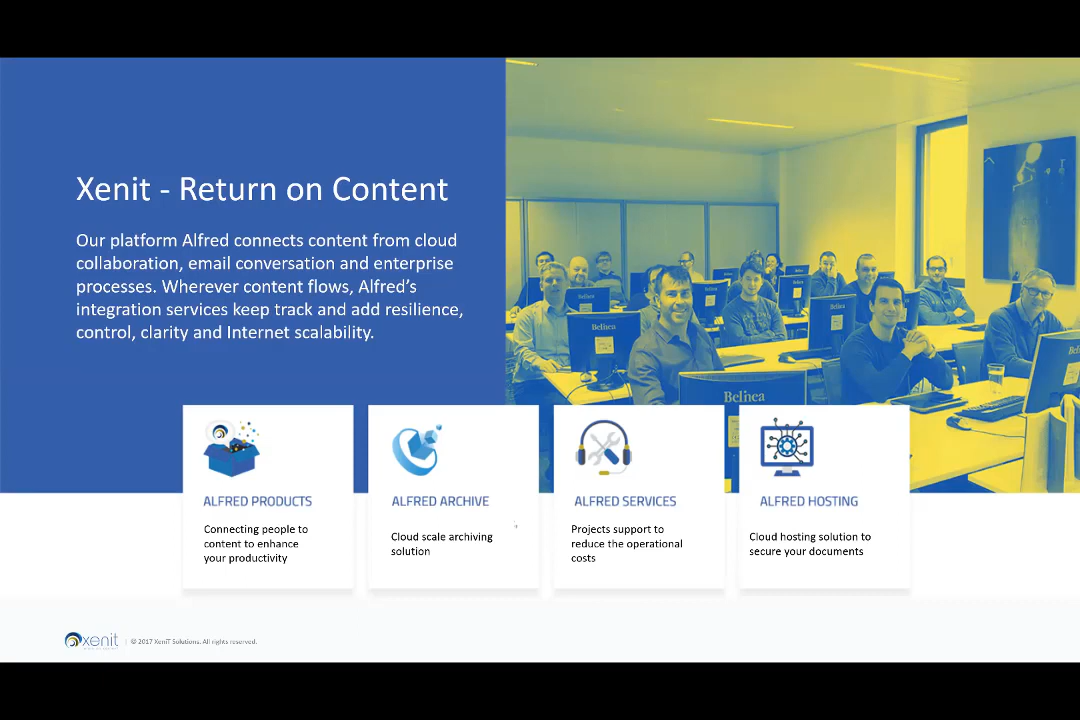 Xenit - Return on Content
Our platform Alfred connects content from cloud
collaboration, email conversation and enterprise
processes. Wherever content flows, Alfred's
integration services keep track and add resilience,
control, clarity and Internet scalability.
Belinea
Belinea
Belinea
ALFRED PRODUCTS
Connecting people to
content to enhance
your productivity
ALFRED ARCHIVE
Cloud scale archiving
solution
ALFRED SERVICES
Projects support to
reduce the operational
costs
ALFRED HOSTING
Cloud hosting solution to
secure your documents
xenit
© 2017 XeniT Solutions. All rights reserved.